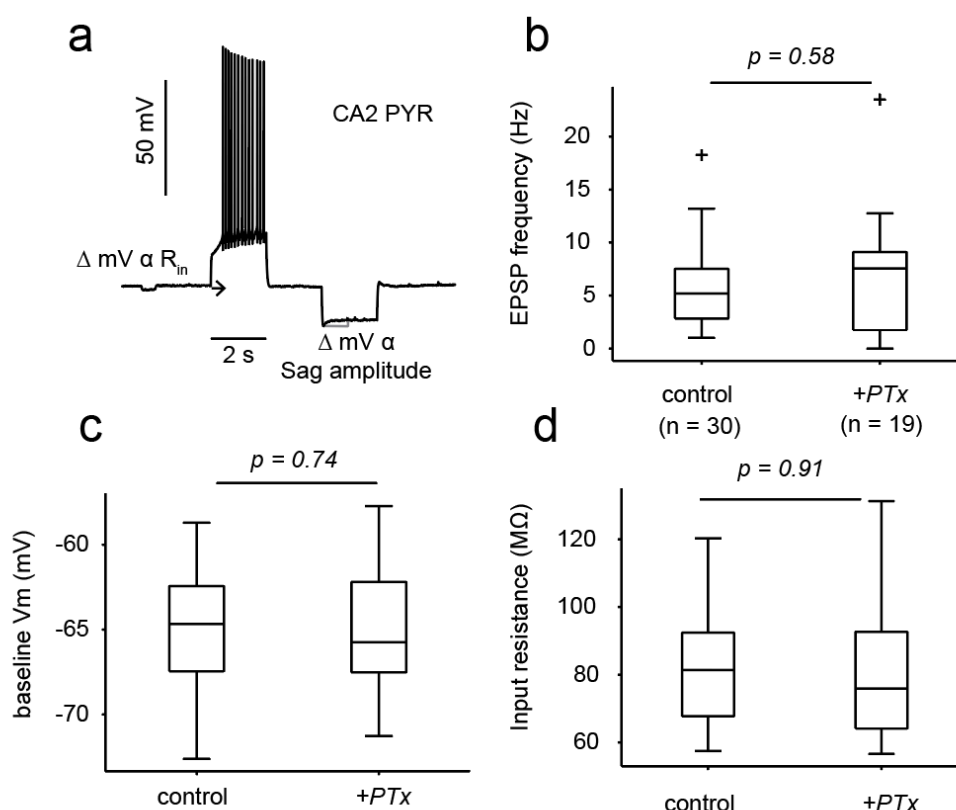 a
50 mV
CA2 PYR
Δ mV α Rin
2 s
Δ mV α
Sag amplitude
b
p = 0.58
EPSP frequency (Hz)
20
15
10
5
0
control
+PTx
(n = 30)
(n = 19)
c
p = 0.74
baseline Vm (mV)
-60
-65
-70
control
+PTx
d
p = 0.91
Input resistance (MΩ)
120
100
80
60
control
+PTx